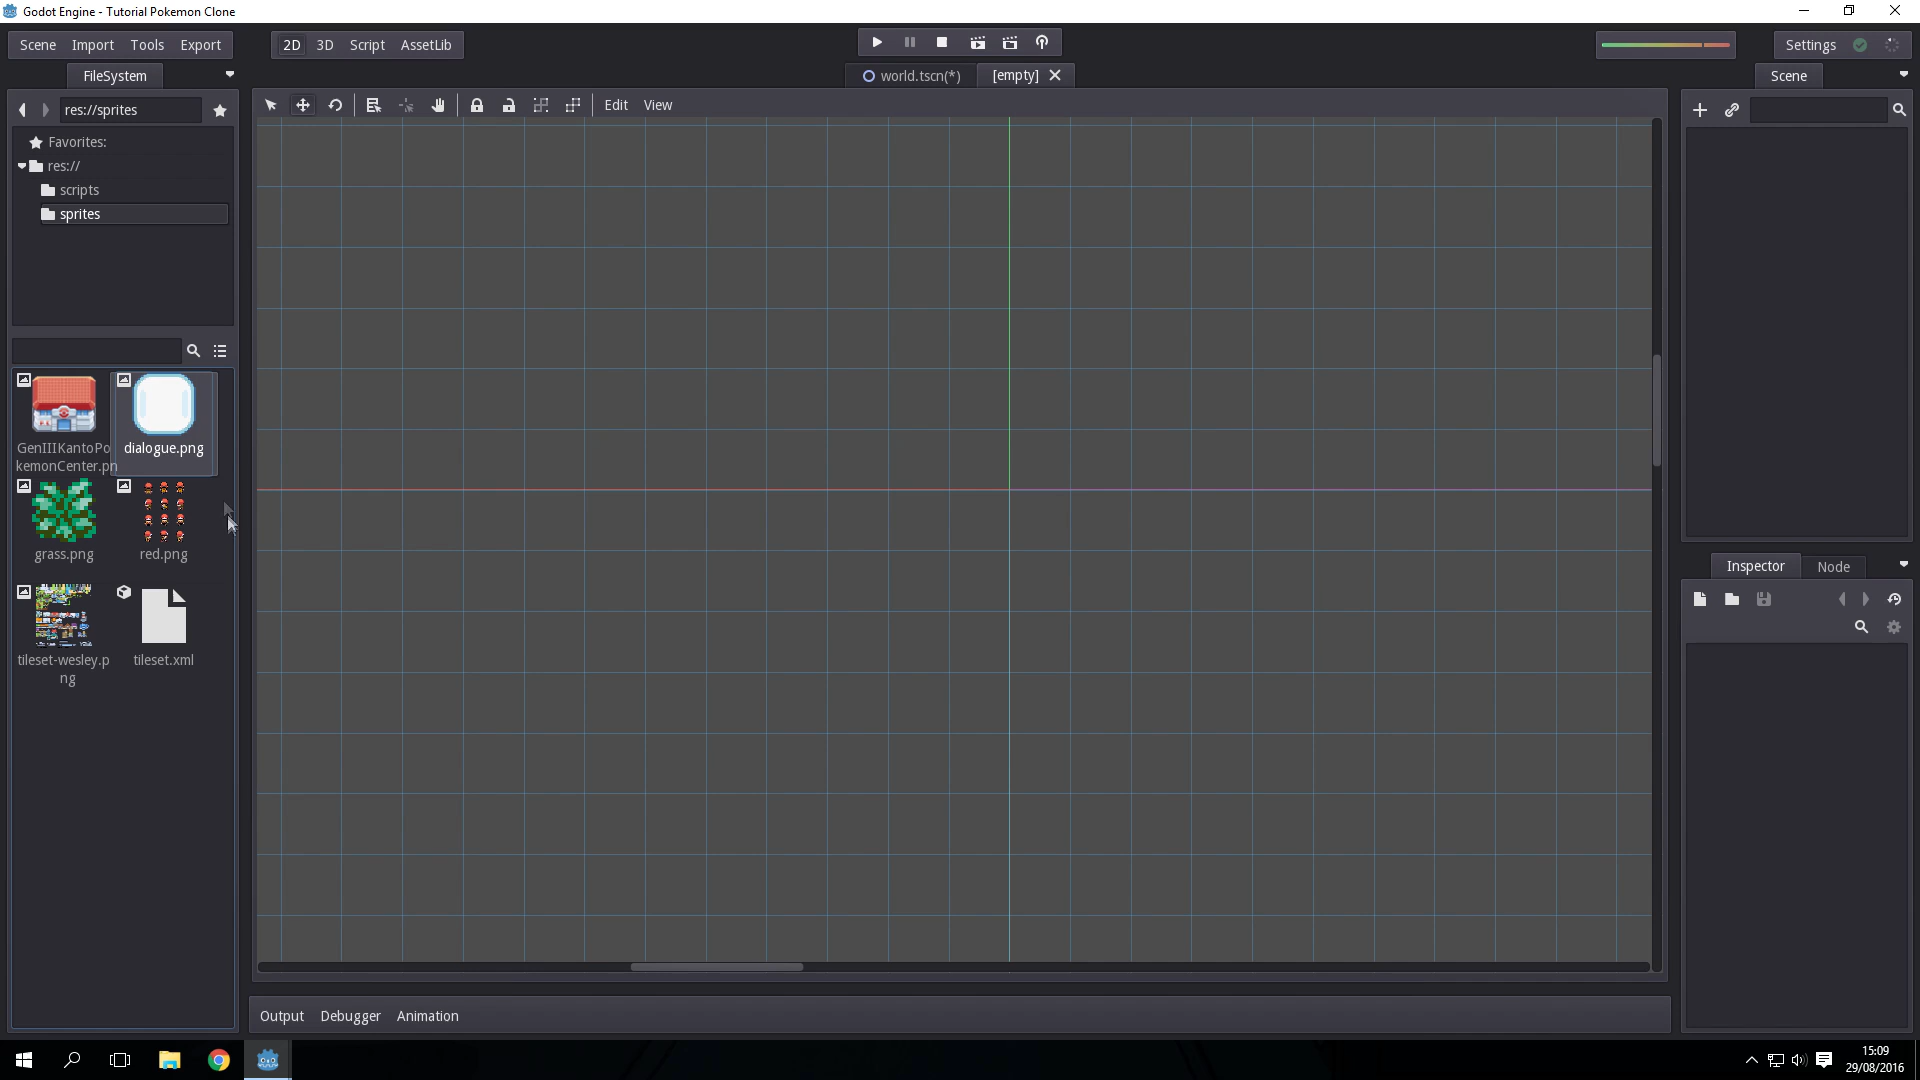 Godot Engine - Tutorial Pokemon Clone
Scene Import Tools Export
2D 3D Script AssetLib
Settings
FileSystem
world.tscn(*)
[empty]
Scene
res://sprites
Edit View
Favorites:
res://
scripts
sprites
GenIIIKantoPo
kemonCenter.pn
dialogue.png
grass.png
red.png
tileset-wesley.p
ng
tileset.xml
Inspector
Node
Output Debugger Animation
15:09
29/08/2016